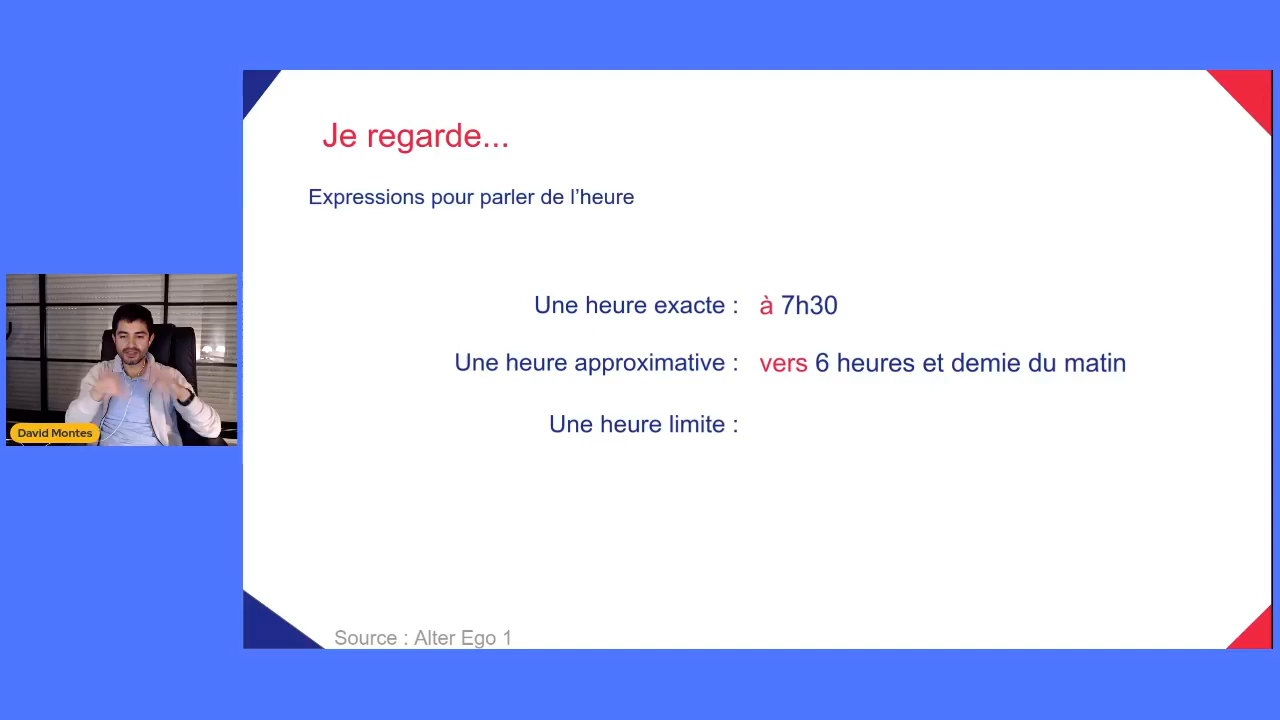 Je regarde...
Expressions pour parler de l’heure
Une heure exacte : à 7h30
Une heure approximative : vers 6 heures et demie du matin
Une heure limite :
David Montes
Source : Alter Ego 1